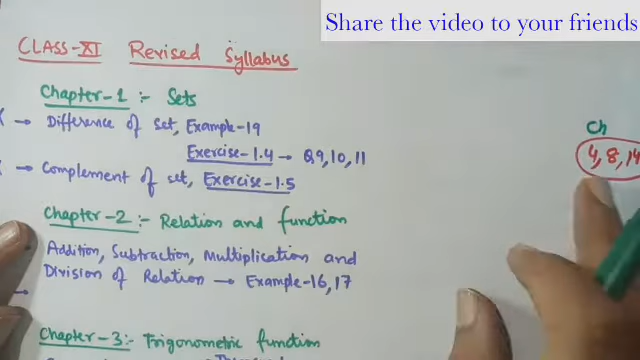 Share the video to your friends
CLASS-XI Revised Syllabus
Chapter-1 :- Sets
→ Difference of set, Example-19
Exercise-1.4 → Q9,10,11
→ Complement of set, Exercise-1.5
Chapter-2 :- Relation and function
Addition, Subtraction, Multiplication and
Division of Relation → Example-16,17
Chapter-3 :- Trigonometric function
Ch
4, 8, 14